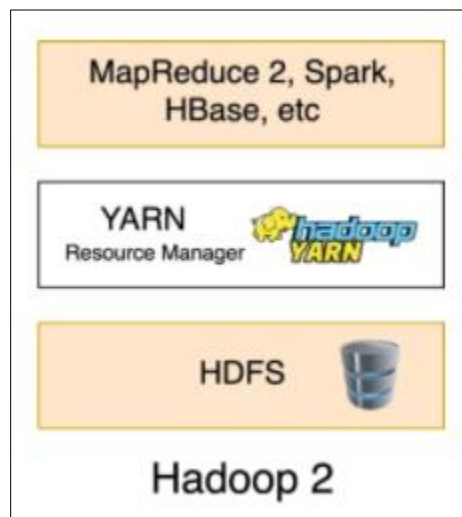 MapReduce 2, Spark,
HBase, etc
YARN
Resource Manager
hadoop
YARN
HDFS
Hadoop 2